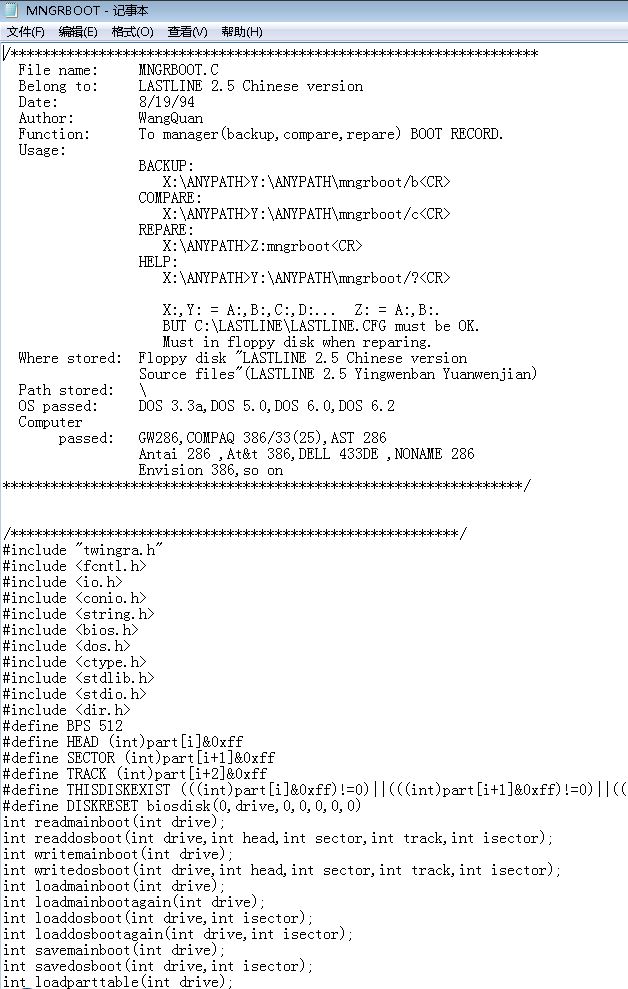 MNGRBOOT - 记事本
文件(F) 编辑(E) 格式(O) 查看(V) 帮助(H)
/******************************************************************
File name: MNGRBOOT.C
Belong to: LASTLINE 2.5 Chinese version
Date: 8/19/94
Author: WangQuan
Function: To manager(backup,compare,repare) BOOT RECORD.
Usage:
BACKUP:
X:\ANYPATH>Y:\ANYPATH\mngrboot/b<CR>
COMPARE:
X:\ANYPATH>Y:\ANYPATH\mngrboot/c<CR>
REPARE:
X:\ANYPATH>Z:mngrboot<CR>
HELP:
X:\ANYPATH>Y:\ANYPATH\mngrboot/?<CR>
X:,Y: = A:,B:,C:,D:... Z: = A:,B:.
BUT C:\LASTLINE\LASTLINE.CFG must be OK.
Must in floppy disk when reparing.
Where stored: Floppy disk "LASTLINE 2.5 Chinese version
Source files"(LASTLINE 2.5 Yingwenban Yuanwenjian)
Path stored: \
OS passed: DOS 3.3a,DOS 5.0,DOS 6.0,DOS 6.2
Computer
passed: GW286,COMPAQ 386/33(25),AST 286
Antai 286 ,At&t 386,DELL 433DE ,NONAME 286
Envision 386,so on
*****************************************************************/
/********************************************************/
#include "twingra.h"
#include <fcntl.h>
#include <io.h>
#include <conio.h>
#include <string.h>
#include <bios.h>
#include <dos.h>
#include <ctype.h>
#include <stdlib.h>
#include <stdio.h>
#include <dir.h>
#define BPS 512
#define HEAD (int)part[i]&0xff
#define SECTOR (int)part[i+1]&0xff
#define TRACK (int)part[i+2]&0xff
#define THISDISKEXIST (((int)part[i]&0xff)!=0)||(((int)part[i+1]&0xff)!=0)||((
#define DISKRESET biosdisk(0,drive,0,0,0,0,0)
int readmainboot(int drive);
int readdosboot(int drive,int head,int sector,int track,int isector);
int writemainboot(int drive);
int writedosboot(int drive,int head,int sector,int track,int isector);
int loadmainboot(int drive);
int loadmainbootagain(int drive);
int loaddosboot(int drive,int isector);
int loaddosbootagain(int drive,int isector);
int savemainboot(int drive);
int savedosboot(int drive,int isector);
int loadparttable(int drive);